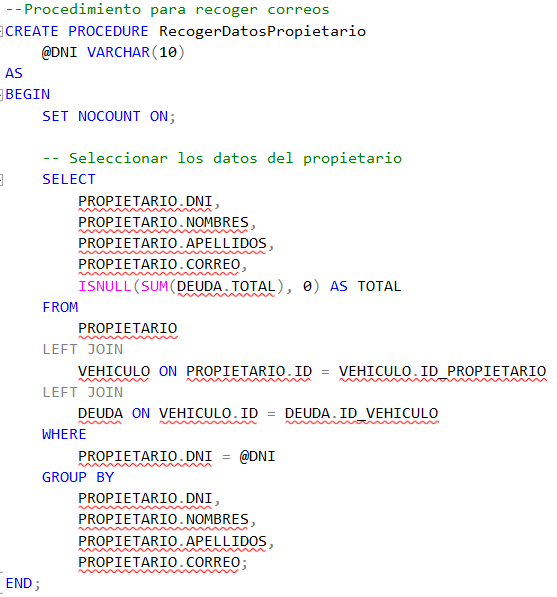 --Procedimiento para recoger correos
CREATE PROCEDURE RecogerDatosPropietario
@DNI VARCHAR(10)
AS
BEGIN
SET NOCOUNT ON;
-- Seleccionar los datos del propietario
SELECT
PROPIETARIO.DNI,
PROPIETARIO.NOMBRES,
PROPIETARIO.APELLIDOS,
PROPIETARIO.CORREO,
ISNULL(SUM(DEUDA.TOTAL), 0) AS TOTAL
FROM
PROPIETARIO
LEFT JOIN
VEHICULO ON PROPIETARIO.ID = VEHICULO.ID_PROPIETARIO
LEFT JOIN
DEUDA ON VEHICULO.ID = DEUDA.ID_VEHICULO
WHERE
PROPIETARIO.DNI = @DNI
GROUP BY
PROPIETARIO.DNI,
PROPIETARIO.NOMBRES,
PROPIETARIO.APELLIDOS,
PROPIETARIO.CORREO;
END;